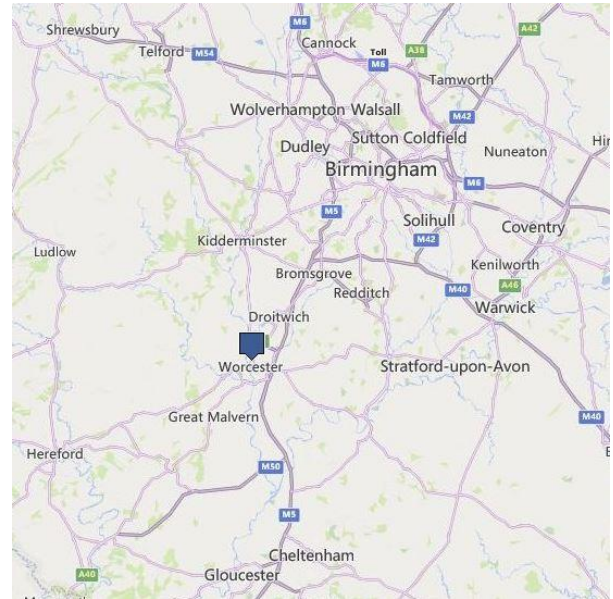 M6
A42
Shrewsbury
Cannock
Telford
M54
Toll
A38
M6
Tamworth
Wolverhampton
Walsall
M42
Sutton Coldfield
Dudley
Nuneaton
Birmingham
M6
M5
Solihull
Coventry
M42
Kidderminster
Ludlow
Bromsgrove
Kenilworth
Redditch
M40
A46
Warwick
Droitwich
Worcester
Stratford-upon-Avon
Great Malvern
M40
Hereford
M50
M5
Cheltenham
A40
Gloucester